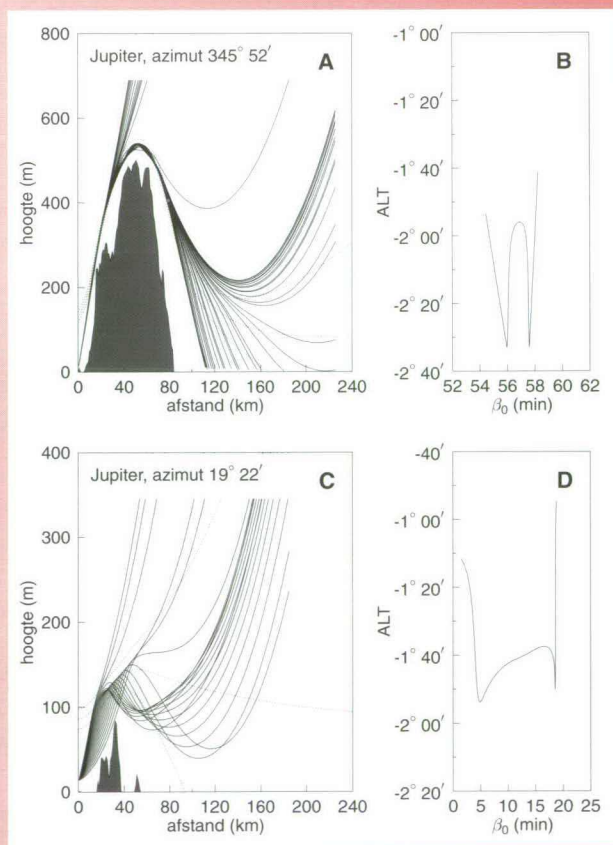 Jupiter, azimut 345° 52′
A
hoogte (m)
800
600
400
200
0
0 40 80 120 160 200 240
afstand (km)
B
ALT
-1° 00′
-1° 20′
-1° 40′
-2° 00′
-2° 20′
-2° 40′
52 54 56 58 60 62
β₀ (min)
Jupiter, azimut 19° 22′
C
hoogte (m)
400
300
200
100
0
0 40 80 120 160 200 240
afstand (km)
D
ALT
-40′
-1° 00′
-1° 20′
-1° 40′
-2° 00′
-2° 20′
0 5 10 15 20 25
β₀ (min)